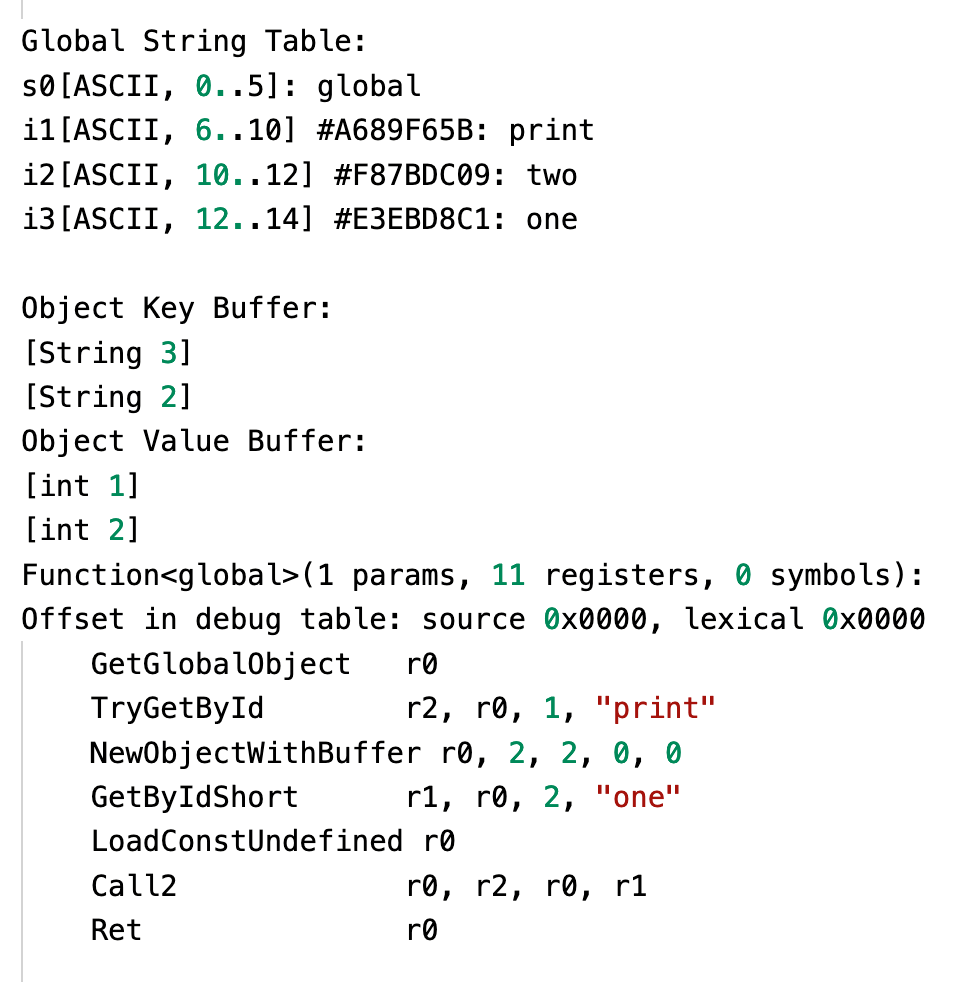 Global String Table:
s0[ASCII, 0..5]: global
i1[ASCII, 6..10] #A689F65B: print
i2[ASCII, 10..12] #F87BDC09: two
i3[ASCII, 12..14] #E3EBD8C1: one
Object Key Buffer:
[String 3]
[String 2]
Object Value Buffer:
[int 1]
[int 2]
Function<global>(1 params, 11 registers, 0 symbols):
Offset in debug table: source 0x0000, lexical 0x0000
GetGlobalObject   r0
TryGetById        r2, r0, 1, "print"
NewObjectWithBuffer r0, 2, 2, 0, 0
GetByIdShort      r1, r0, 2, "one"
LoadConstUndefined r0
Call2             r0, r2, r0, r1
Ret               r0